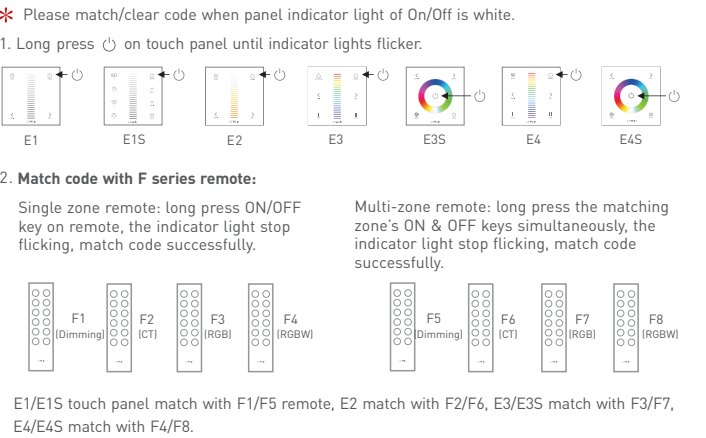 * Please match/clear code when panel indicator light of On/Off is white.
1. Long press on touch panel until indicator lights flicker.
E1 E1S E2 E3 E3S E4 E4S
2. Match code with F series remote:
Single zone remote: long press ON/OFF
key on remote, the indicator light stop
flicking, match code successfully.
Multi-zone remote: long press the matching
zone's ON & OFF keys simultaneously, the
indicator light stop flicking, match code
successfully.
F1 F2 F3 F4 F5 F6 F7 F8
(Dimming) (CT) (RGB) (RGBW) (Dimming) (CT) (RGB) (RGBW)
E1/E1S touch panel match with F1/F5 remote, E2 match with F2/F6, E3/E3S match with F3/F7,
E4/E4S match with F4/F8.